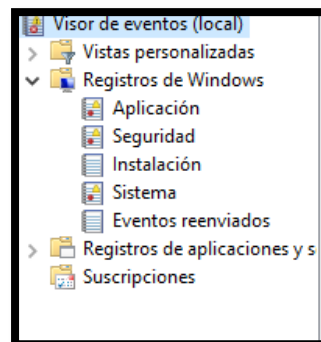 Visor de eventos (local)
Vistas personalizadas
Registros de Windows
Aplicación
Seguridad
Instalación
Sistema
Eventos reenviados
Registros de aplicaciones y s
Suscripciones